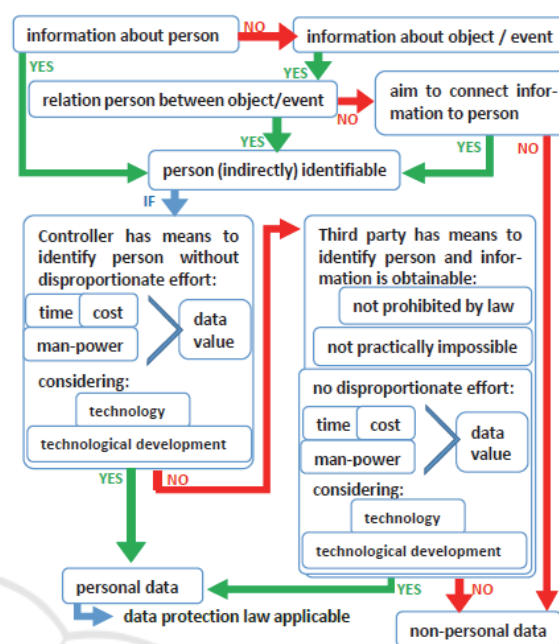 information about person
NO
information about object / event
YES
YES
relation person between object/event
NO
aim to connect infor-
mation to person
YES
YES
NO
person (indirectly) identifiable
IF
Controller has means to
identify person without
disproportionate effort:
time
cost
man-power
data
value
considering:
technology
technological development
YES
NO
Third party has means to
identify person and infor-
mation is obtainable:
not prohibited by law
not practically impossible
no disproportionate effort:
time
cost
man-power
data
value
considering:
technology
technological development
YES
NO
personal data
data protection law applicable
non-personal data